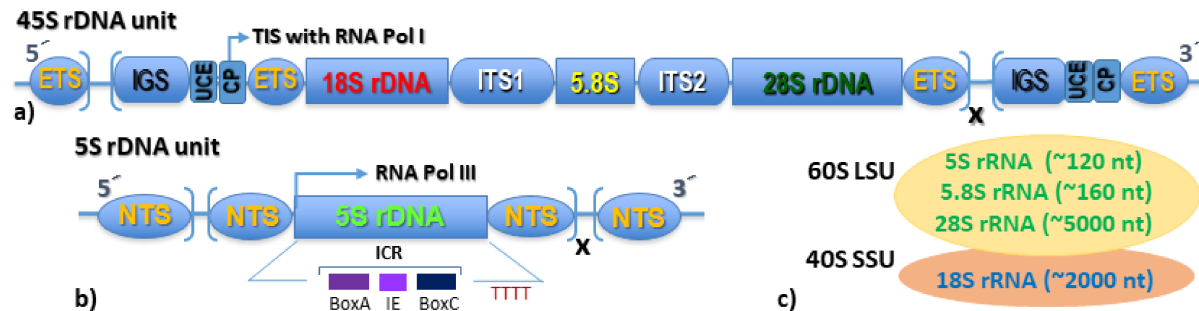 45S rDNA unit
5´ TIS with RNA Pol I 3´
ETS IGS UCE CP ETS 18S rDNA ITS1 5.8S ITS2 28S rDNA ETS x IGS UCE CP ETS
a)
5S rDNA unit
5´ RNA Pol III 3´
NTS NTS 5S rDNA NTS x NTS
ICR
BoxA IE BoxC TTTT
b)
60S LSU
5S rRNA (~120 nt)
5.8S rRNA (~160 nt)
28S rRNA (~5000 nt)
40S SSU
18S rRNA (~2000 nt)
c)